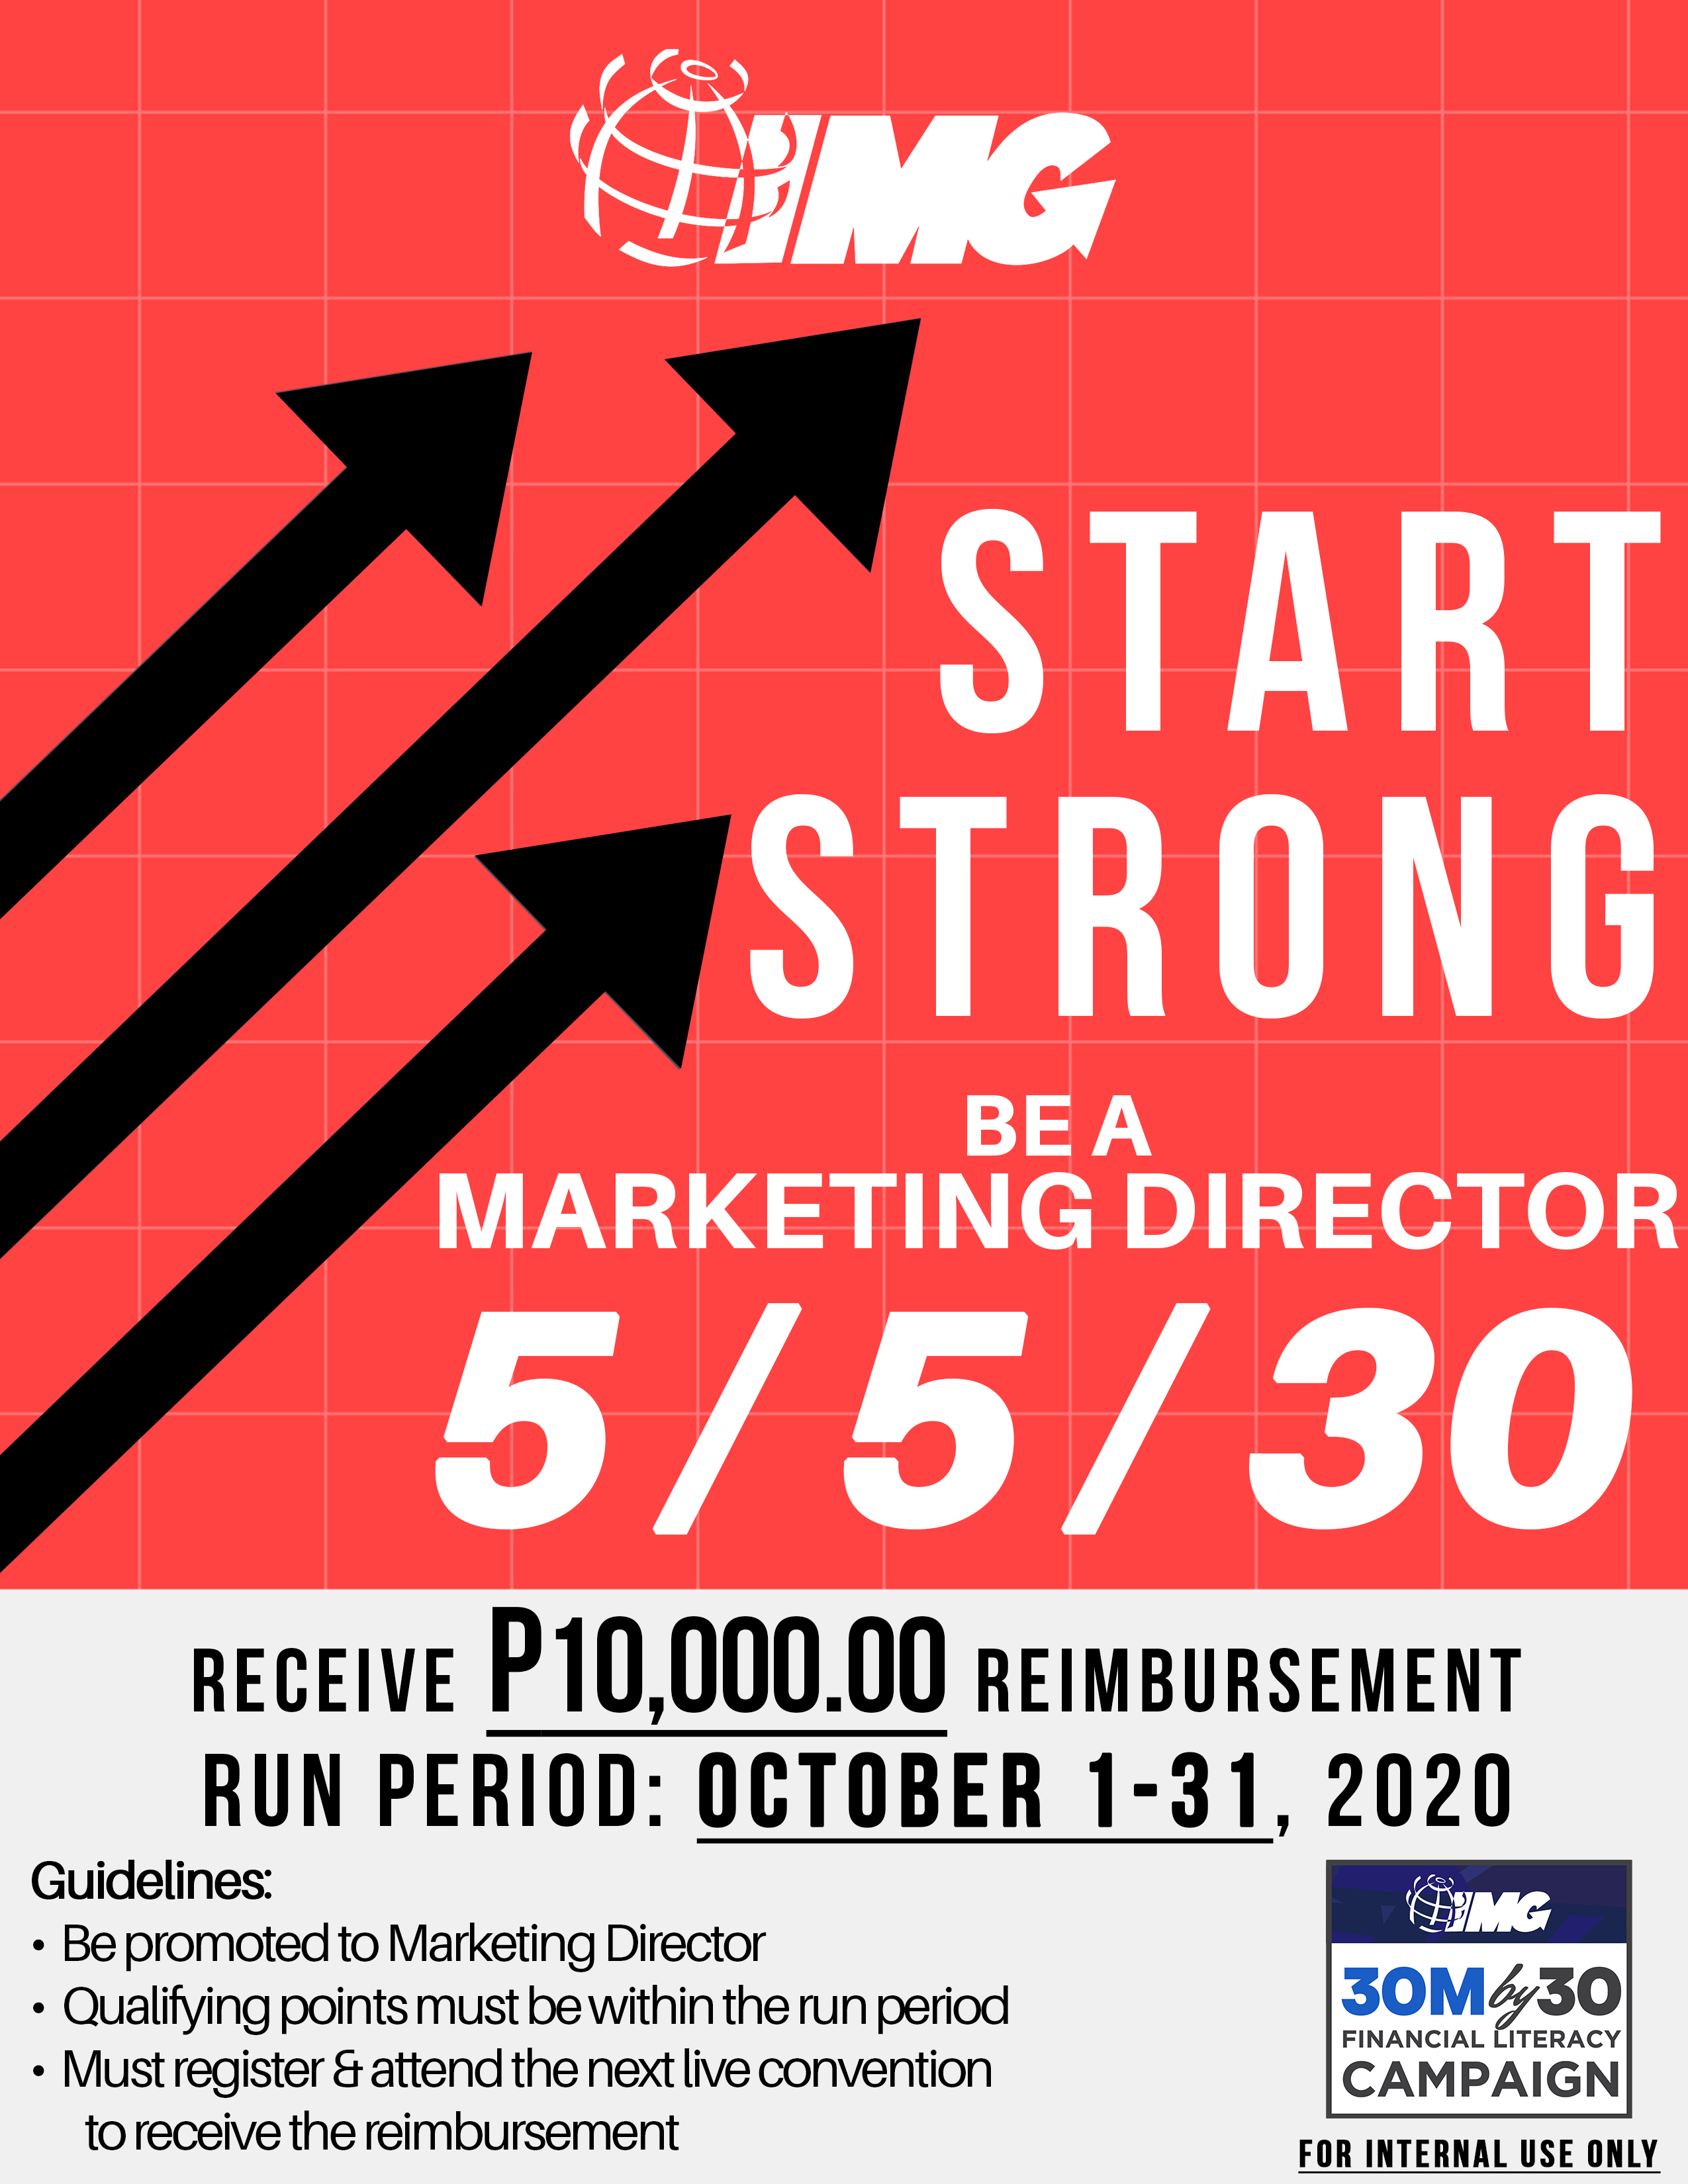 IMG
START
STRONG
BE A
MARKETING DIRECTOR
5/5/30
RECEIVE P10,000.00 REIMBURSEMENT
RUN PERIOD: OCTOBER 1-31, 2020
Guidelines:
• Be promoted to Marketing Director
• Qualifying points must be within the run period
• Must register & attend the next live convention
to receive the reimbursement
IMG
30M by 30
FINANCIAL LITERACY
CAMPAIGN
FOR INTERNAL USE ONLY